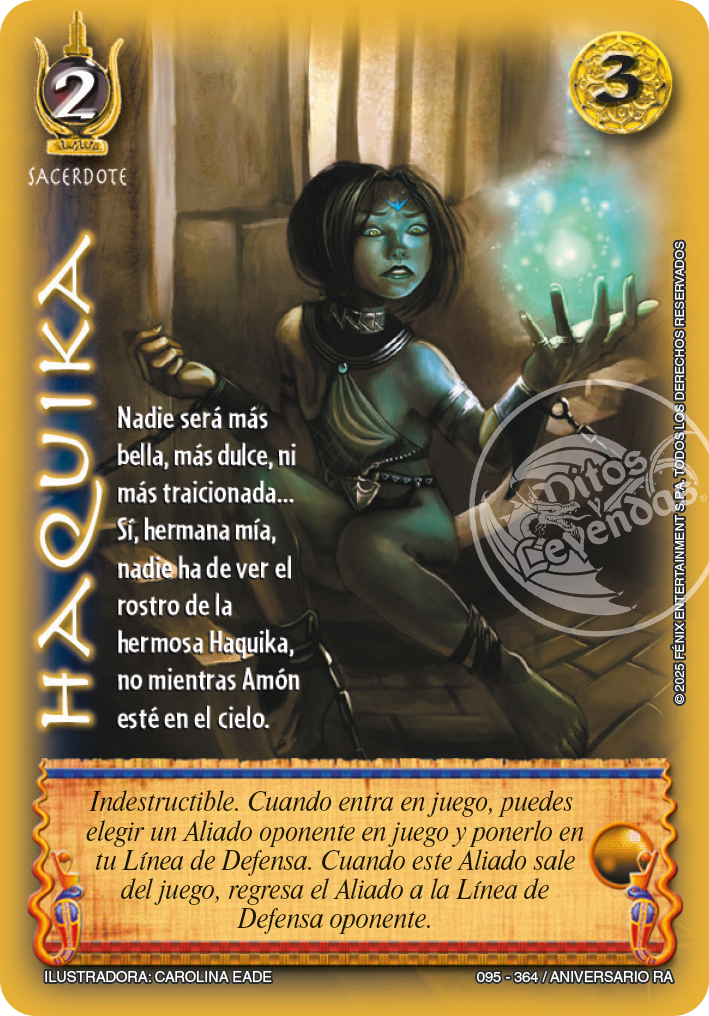 2
3
SACERDOTE
HAQUIKA
Nadie será más
bella, más dulce, ni
más traicionada...
Sí, hermana mía,
nadie ha de ver el
rostro de la
hermosa Haquika,
no mientras Amón
esté en el cielo.
Mitos
y
Leyendas®
© 2025 FÉNIX ENTERTAINMENT S.P.A. TODOS LOS DERECHOS RESERVADOS
Indestructible. Cuando entra en juego, puedes
elegir un Aliado oponente en juego y ponerlo en
tu Línea de Defensa. Cuando este Aliado sale
del juego, regresa el Aliado a la Línea de
Defensa oponente.
ILUSTRADORA: CAROLINA EADE
095 - 364 / ANIVERSARIO RA